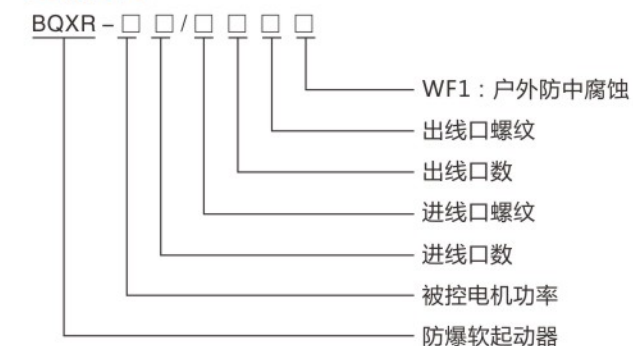 BQXR-□□/□□□□
WF1：户外防中腐蚀
出线口螺纹
出线口数
进线口螺纹
进线口数
被控电机功率
防爆软起动器